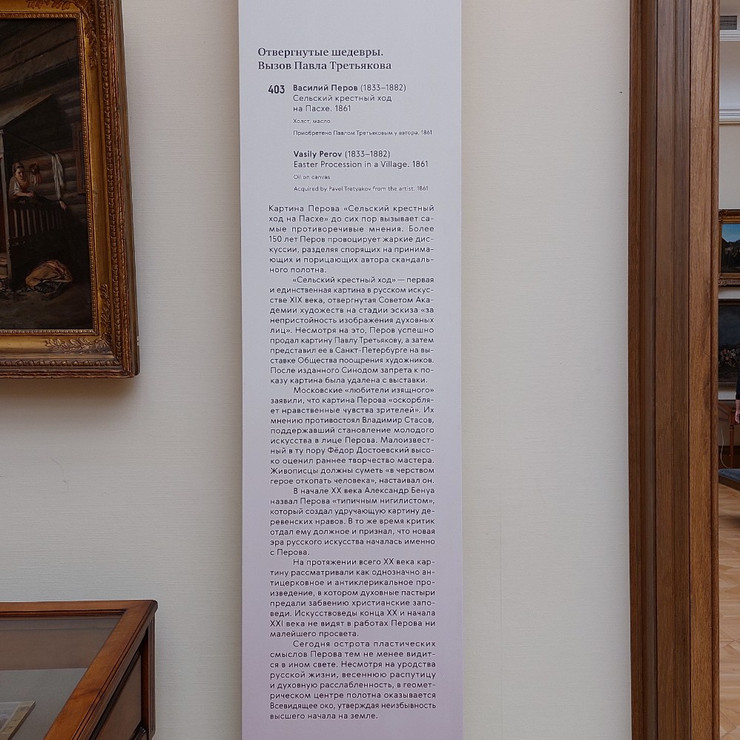 Отвергнутые шедевры.
Вызов Павла Третьякова
403 Василий Перов (1833–1882)
Сельский крестный ход
на Пасхе. 1861
Холст, масло
Приобретено Павлом Третьяковым у автора. 1861
Vasily Perov (1833–1882)
Easter Procession in a Village. 1861
Oil on canvas
Acquired by Pavel Tretyakov from the artist. 1861
Картина Перова «Сельский крестный
ход на Пасхе» до сих пор вызывает са-
мые противоречивые мнения. Более
150 лет Перов провоцирует жаркие дис-
куссии, разделяя спорящих на принима-
ющих и порицающих автора скандаль-
ного полотна.
«Сельский крестный ход» — первая
и единственная картина в русском искус-
стве XIX века, отвергнутая Советом Ака-
демии художеств на стадии эскиза «за
непристойность изображения духовных
лиц». Несмотря на это, Перов успешно
продал картину Павлу Третьякову, а затем
представил ее в Санкт-Петербурге на вы-
ставке Общества поощрения художников.
После изданного Синодом запрета к по-
казу картина была удалена с выставки.
Московские «любители изящного»
заявили, что картина Перова «оскорбля-
ет нравственные чувства зрителей». Их
мнению противостоял Владимир Стасов,
поддержавший становление молодого
искусства в лице Перова. Малоизвест-
ный в ту пору Фёдор Достоевский высо-
ко оценил раннее творчество мастера.
Живописцы должны суметь «в черством
герое откопать человека», настаивал он.
В начале XX века Александр Бенуа
назвал Перова «типичным нигилистом»,
который создал удручающую картину де-
ревенских нравов. В то же время критик
отдал ему должное и признал, что новая
эра русского искусства началась именно
с Перова.
На протяжении всего XX века кар-
тину рассматривали как однозначно ан-
тицерковное и антиклерикальное про-
изведение, в котором духовные пастыри
предали забвению христианские запо-
веди. Искусствоведы конца XX и начала
XXI века не видят в работах Перова ни
малейшего просвета.
Сегодня острота пластических
смыслов Перова тем не менее видит-
ся в ином свете. Несмотря на уродства
русской жизни, весеннюю распутицу
и духовную расслабленность, в геомет-
рическом центре полотна оказывается
Всевидящее око, утверждая неизбывность
высшего начала на земле.